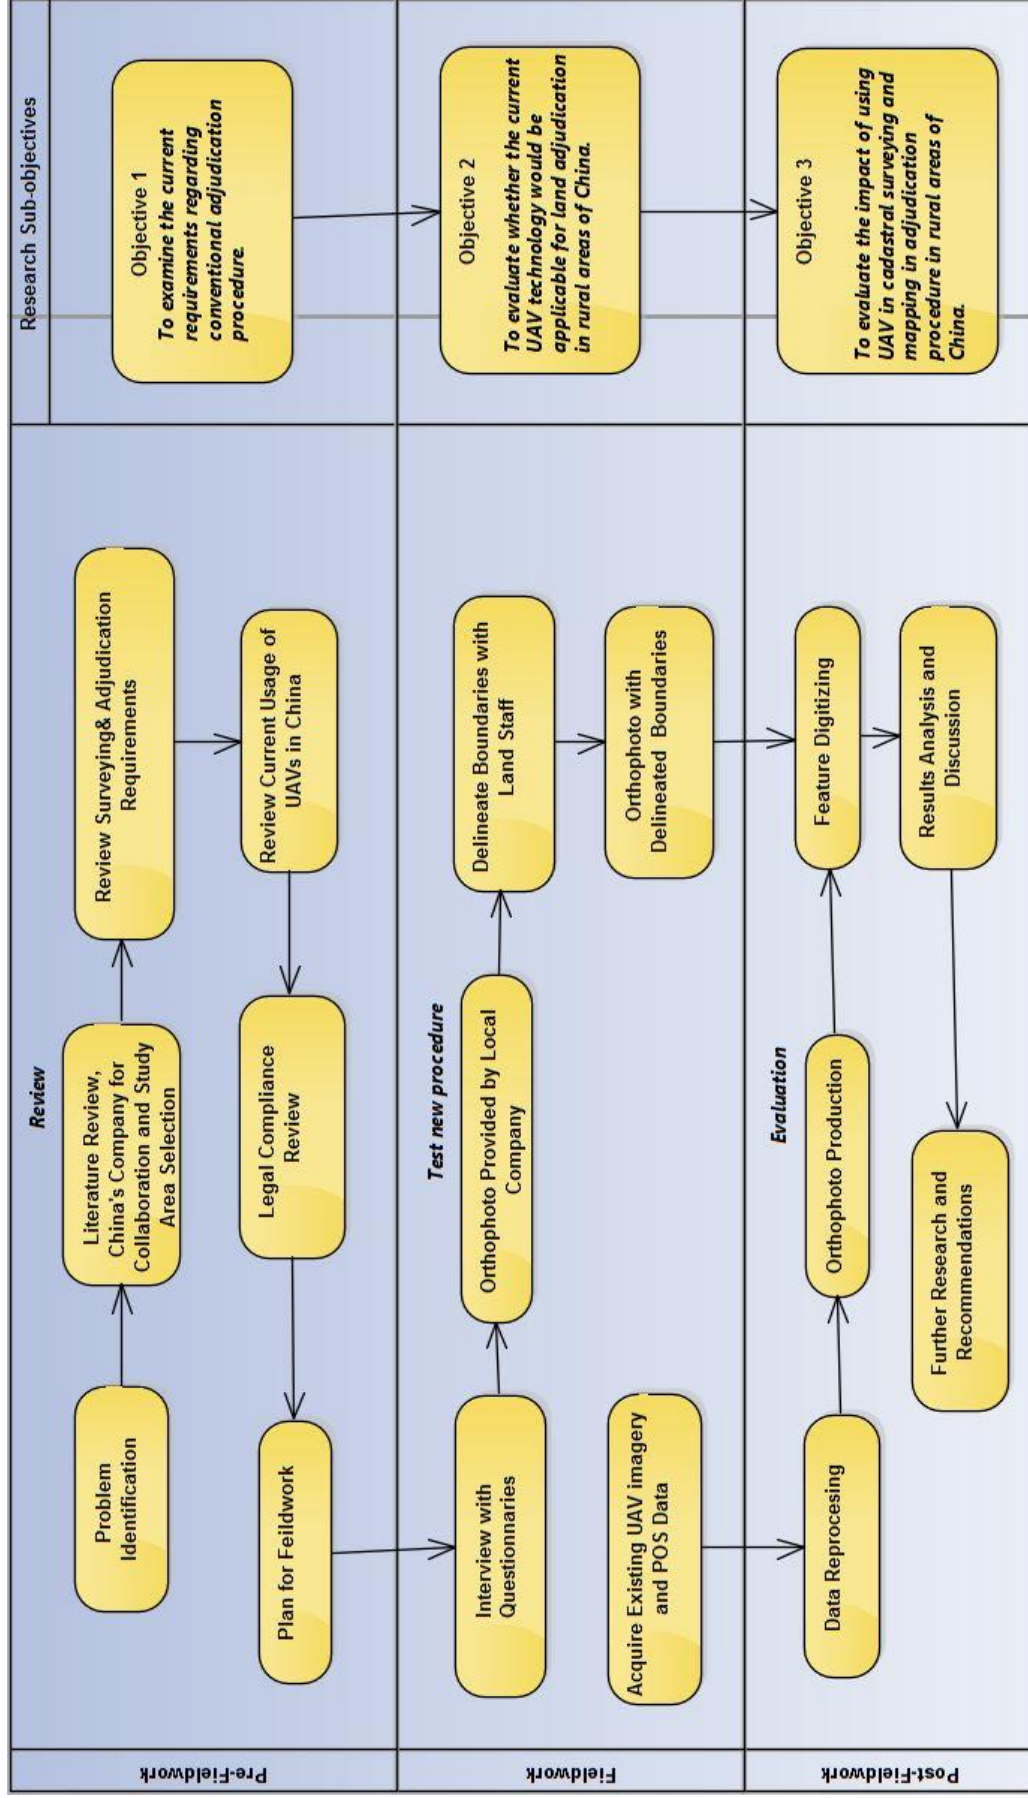 Research Sub-objectives
Pre-Fieldwork
Review
Problem
Identification
Literature Review,
China's Company for
Collaboration and Study
Area Selection
Review Surveying& Adjudication
Requirements
Plan for Feildwork
Legal Compliance
Review
Review Current Usage of
UAVs in China
Objective 1
To examine the current
requirements regarding
conventional adjudication
procedure.
Fieldwork
Test new procedure
Interview with
Questionnaries
Orthophoto Provided by Local
Company
Delineate Boundaries with
Land Staff
Acquire Existing UAV imagery
and POS Data
Orthophoto with
Delineated Boundaries
Objective 2
To evaluate whether the current
UAV technology would be
applicable for land adjudication
in rural areas of China.
Post-Fieldwork
Evaluation
Data Reprocesing
Orthophoto Production
Feature Digitizing
Further Research and
Recommendations
Results Analysis and
Discussion
Objective 3
To evaluate the impact of using
UAV in cadastral surveying and
mapping in adjudication
procedure in rural areas of
China.